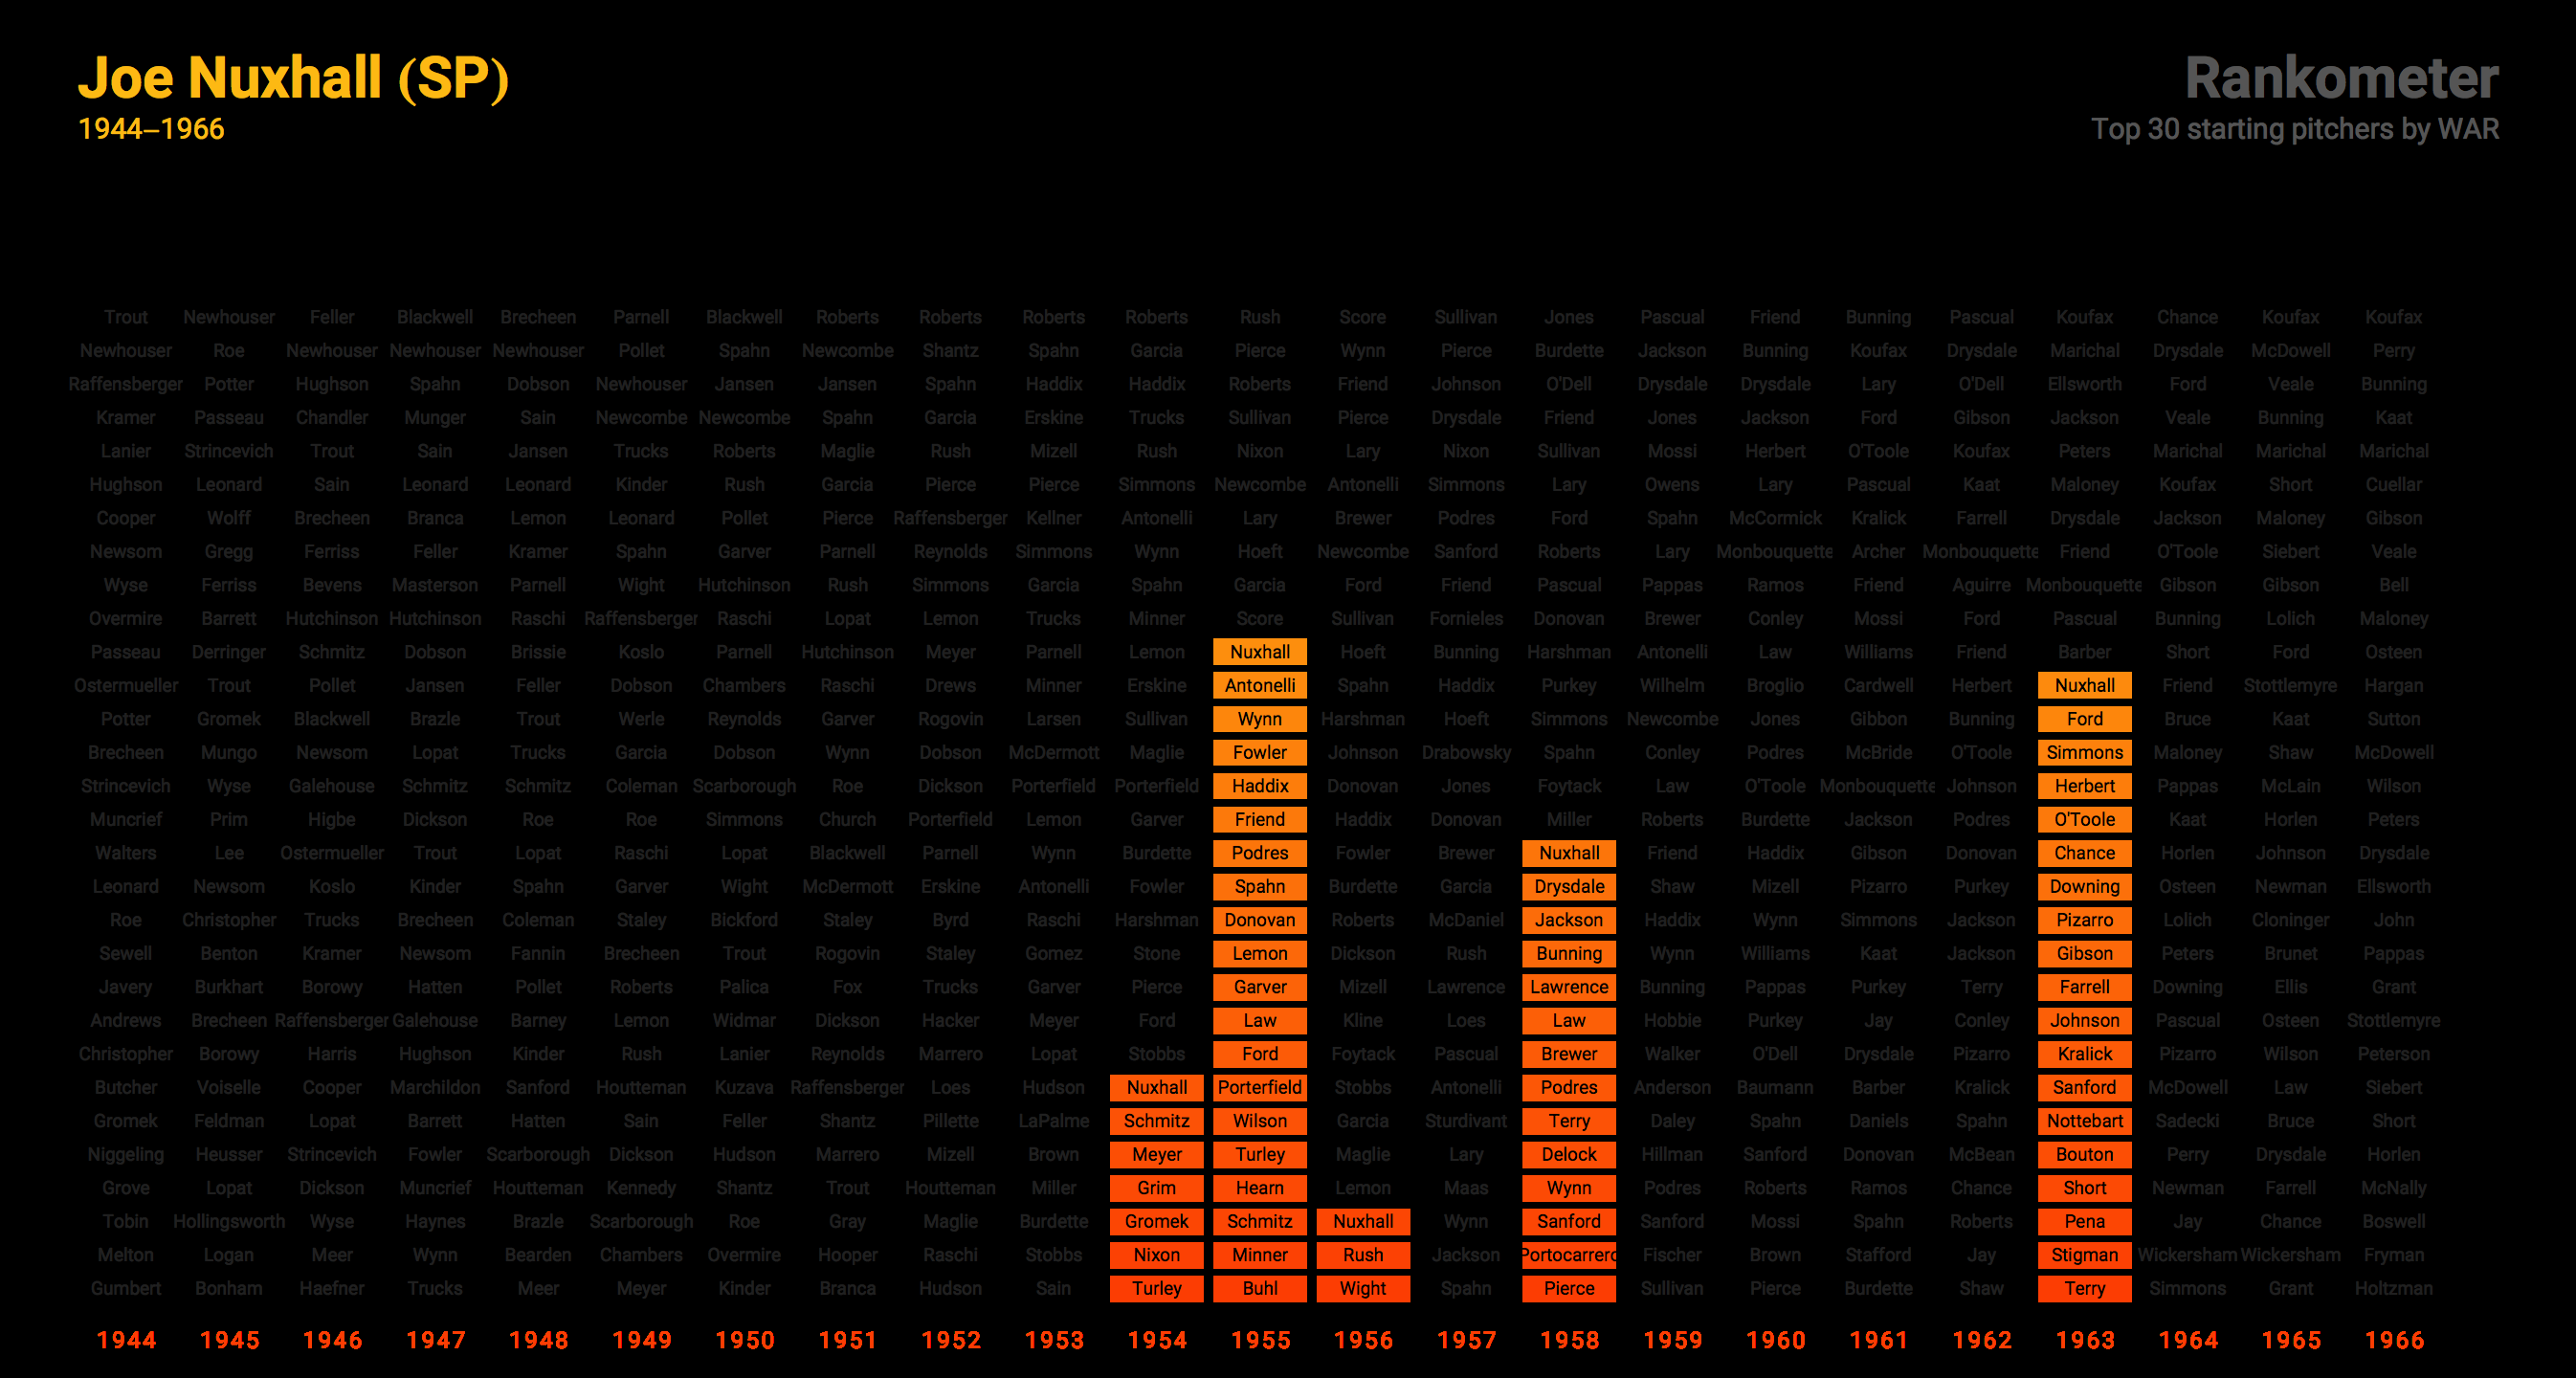 Joe Nuxhall (SP)
1944–1966
Rankometer
Top 30 starting pitchers by WAR
Trout Newhouser Feller Blackwell Brecheen Parnell Blackwell Roberts Roberts Roberts Roberts Rush Score Sullivan Jones Pascual Friend Bunning Pascual Koufax Chance Koufax Koufax
Newhouser Roe Newhouser Newhouser Newhouser Pollet Spahn Newcombe Shantz Spahn Garcia Pierce Wynn Pierce Burdette Jackson Bunning Koufax Drysdale Marichal Drysdale McDowell Perry
Raffensberger Potter Hughson Spahn Dobson Newhouser Jansen Jansen Spahn Haddix Haddix Roberts Friend Johnson O'Dell Drysdale Drysdale Lary O'Dell Ellsworth Ford Veale Bunning
Kramer Passeau Chandler Munger Sain Newcombe Newcombe Spahn Garcia Erskine Trucks Sullivan Pierce Drysdale Friend Jones Jackson Ford Gibson Jackson Veale Bunning Kaat
Lanier Strincevich Trout Sain Jansen Trucks Roberts Maglie Rush Mizell Rush Nixon Lary Nixon Sullivan Mossi Herbert O'Toole Koufax Peters Marichal Marichal Marichal
Hughson Leonard Sain Leonard Leonard Kinder Rush Garcia Pierce Pierce Simmons Newcombe Antonelli Simmons Lary Owens Lary Pascual Kaat Maloney Koufax Short Cuellar
Cooper Wolff Brecheen Branca Lemon Leonard Pollet Pierce Raffensberger Kellner Antonelli Lary Brewer Podres Ford Spahn McCormick Kralick Farrell Drysdale Jackson Maloney Gibson
Newsom Gregg Ferriss Feller Kramer Spahn Garver Parnell Reynolds Simmons Wynn Hoeft Newcombe Sanford Roberts Lary Monbouquette Archer Monbouquette Friend O'Toole Siebert Veale
Wyse Ferriss Bevens Masterson Parnell Wight Hutchinson Rush Simmons Garcia Spahn Garcia Ford Friend Pascual Pappas Ramos Friend Aguirre Monbouquette Gibson Gibson Bell
Overmire Barrett Hutchinson Hutchinson Raschi Raffensberger Raschi Lopat Lemon Trucks Minner Score Sullivan Fornieles Donovan Brewer Conley Mossi Ford Pascual Bunning Lolich Maloney
Passeau Derringer Schmitz Dobson Brissie Koslo Parnell Hutchinson Meyer Parnell Lemon Nuxhall Hoeft Bunning Harshman Antonelli Law Williams Friend Barber Short Ford Osteen
Ostermueller Trout Pollet Jansen Feller Dobson Chambers Raschi Drews Minner Erskine Antonelli Spahn Haddix Purkey Wilhelm Broglio Cardwell Herbert Nuxhall Friend Stottlemyre Hargan
Potter Gromek Blackwell Brazle Trout Werle Reynolds Garver Rogovin Larsen Sullivan Wynn Harshman Hoeft Simmons Newcombe Jones Gibbon Bunning Ford Bruce Kaat Sutton
Brecheen Mungo Newsom Lopat Trucks Garcia Dobson Wynn Dobson McDermott Maglie Fowler Johnson Drabowsky Spahn Conley Podres McBride O'Toole Simmons Maloney Shaw McDowell
Strincevich Wyse Galehouse Schmitz Schmitz Coleman Scarborough Roe Dickson Porterfield Porterfield Haddix Donovan Jones Foytack Law O'Toole Monbouquette Johnson Herbert Pappas McLain Wilson
Muncrief Prim Higbe Dickson Roe Roe Simmons Church Porterfield Lemon Garver Friend Haddix Donovan Miller Roberts Burdette Jackson Podres O'Toole Kaat Horlen Peters
Walters Lee Ostermueller Trout Lopat Raschi Lopat Blackwell Parnell Wynn Burdette Podres Fowler Brewer Nuxhall Friend Haddix Gibson Donovan Chance Horlen Johnson Drysdale
Leonard Newsom Koslo Kinder Spahn Garver Wight McDermott Erskine Antonelli Fowler Spahn Burdette Garcia Drysdale Shaw Mizell Pizarro Purkey Downing Osteen Newman Ellsworth
Roe Christopher Trucks Brecheen Coleman Staley Bickford Staley Byrd Raschi Harshman Donovan Roberts McDaniel Jackson Haddix Wynn Simmons Jackson Pizarro Lolich Cloninger John
Sewell Benton Kramer Newsom Fannin Brecheen Trout Rogovin Staley Gomez Stone Lemon Dickson Rush Bunning Wynn Williams Kaat Jackson Gibson Peters Brunet Pappas
Javery Burkhart Borowy Hatten Pollet Roberts Palica Fox Trucks Garver Pierce Garver Mizell Lawrence Lawrence Bunning Pappas Purkey Terry Farrell Downing Ellis Grant
Andrews Brecheen Raffensberger Galehouse Barney Lemon Widmar Dickson Hacker Meyer Ford Law Kline Loes Law Hobbie Purkey Jay Conley Johnson Pascual Osteen Stottlemyre
Christopher Borowy Harris Hughson Kinder Rush Lanier Reynolds Marrero Lopat Stobbs Ford Foytack Pascual Brewer Walker O'Dell Drysdale Pizarro Kralick Pizarro Wilson Peterson
Butcher Voiselle Cooper Marchildon Sanford Houtteman Kuzava Raffensberger Loes Hudson Nuxhall Porterfield Stobbs Antonelli Podres Anderson Baumann Barber Kralick Sanford McDowell Law Siebert
Gromek Feldman Lopat Barrett Hatten Sain Feller Shantz Pillette LaPalme Schmitz Wilson Garcia Sturdivant Terry Daley Spahn Daniels Spahn Nottebart Sadecki Bruce Short
Niggeling Heusser Strincevich Fowler Scarborough Dickson Hudson Marrero Mizell Brown Meyer Turley Maglie Lary Delock Hillman Sanford Donovan McBean Bouton Perry Drysdale Horlen
Grove Lopat Dickson Muncrief Houtteman Kennedy Shantz Trout Houtteman Miller Grim Hearn Lemon Maas Wynn Podres Roberts Ramos Chance Short Newman Farrell McNally
Tobin Hollingsworth Wyse Haynes Brazle Scarborough Roe Gray Maglie Burdette Gromek Schmitz Nuxhall Wynn Sanford Sanford Mossi Spahn Roberts Pena Jay Chance Boswell
Melton Logan Meer Wynn Bearden Chambers Overmire Hooper Raschi Stobbs Nixon Minner Rush Jackson Portocarrero Fischer Brown Stafford Jay Stigman Wickersham Wickersham Fryman
Gumbert Bonham Haefner Trucks Meer Meyer Kinder Branca Hudson Sain Turley Buhl Wight Spahn Pierce Sullivan Pierce Burdette Shaw Terry Simmons Grant Holtzman
1944 1945 1946 1947 1948 1949 1950 1951 1952 1953 1954 1955 1956 1957 1958 1959 1960 1961 1962 1963 1964 1965 1966